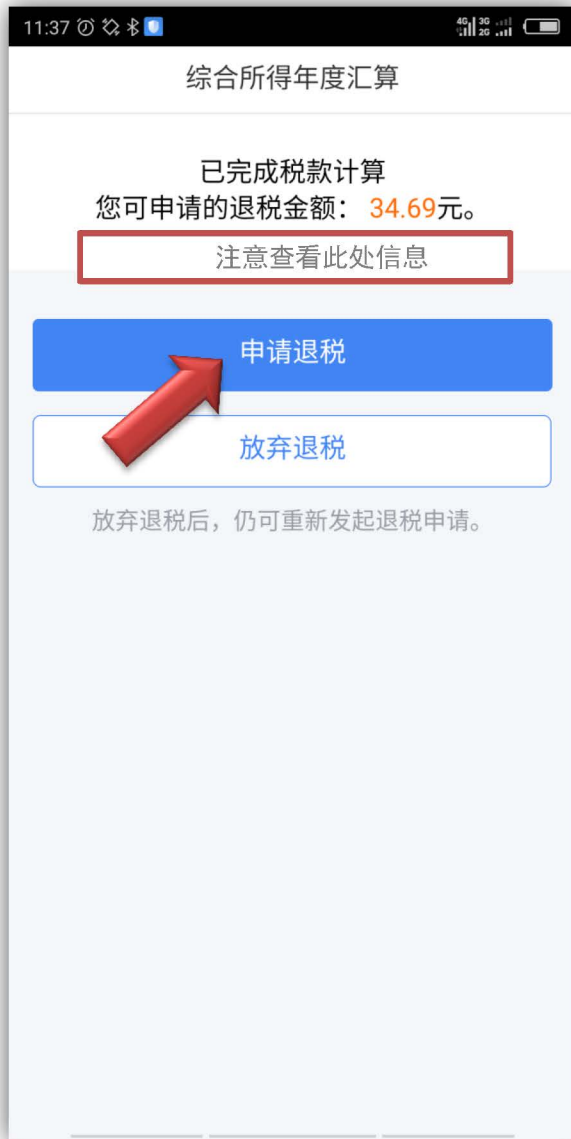 11:37
4G 3G 2G
综合所得年度汇算
已完成税款计算
您可申请的退税金额： 34.69元。
注意查看此处信息
申请退税
放弃退税
放弃退税后，仍可重新发起退税申请。